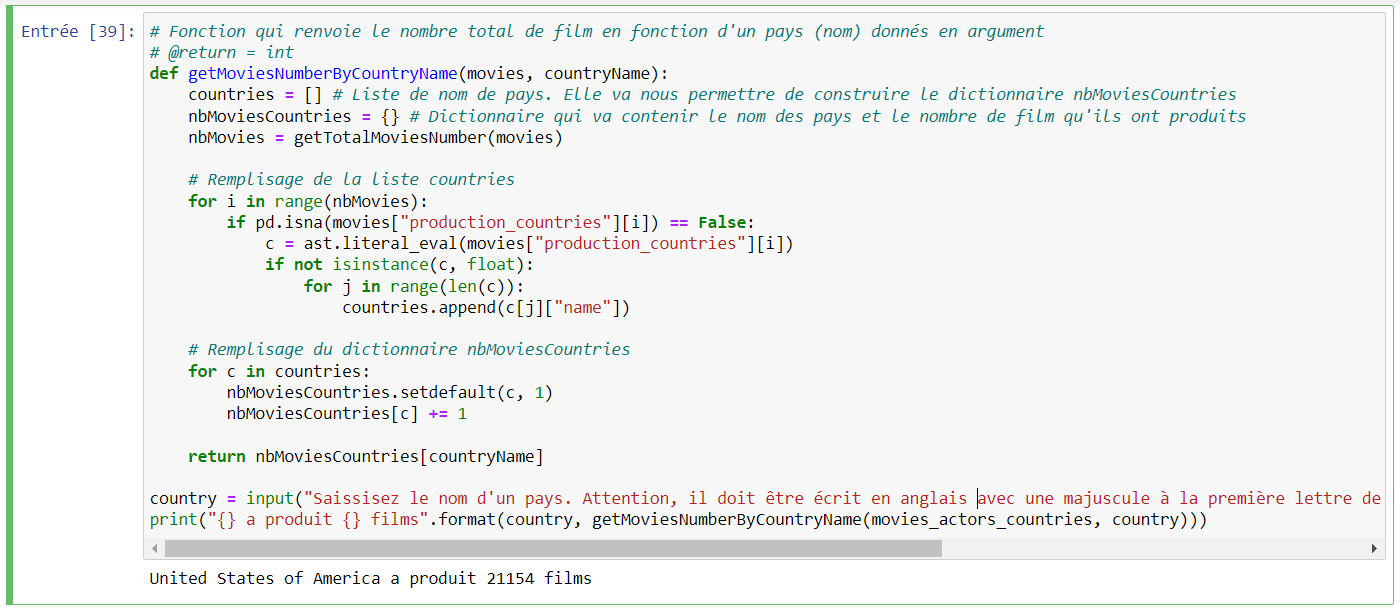 Entrée [39]: # Fonction qui renvoie le nombre total de film en fonction d'un pays (nom) donnés en argument
# @return = int
def getMoviesNumberByCountryName(movies, countryName):
    countries = [] # Liste de nom de pays. Elle va nous permettre de construire le dictionnaire nbMoviesCountries
    nbMoviesCountries = {} # Dictionnaire qui va contenir le nom des pays et le nombre de film qu'ils ont produits
    nbMovies = getTotalMoviesNumber(movies)

    # Remplisage de la liste countries
    for i in range(nbMovies):
        if pd.isna(movies["production_countries"][i]) == False:
            c = ast.literal_eval(movies["production_countries"][i])
            if not isinstance(c, float):
                for j in range(len(c)):
                    countries.append(c[j]["name"])

    # Remplisage du dictionnaire nbMoviesCountries
    for c in countries:
        nbMoviesCountries.setdefault(c, 1)
        nbMoviesCountries[c] += 1

    return nbMoviesCountries[countryName]

country = input("Saissisez le nom d'un pays. Attention, il doit être écrit en anglais avec une majuscule à la première lettre de
print("{} a produit {} films".format(country, getMoviesNumberByCountryName(movies_actors_countries, country)))
United States of America a produit 21154 films